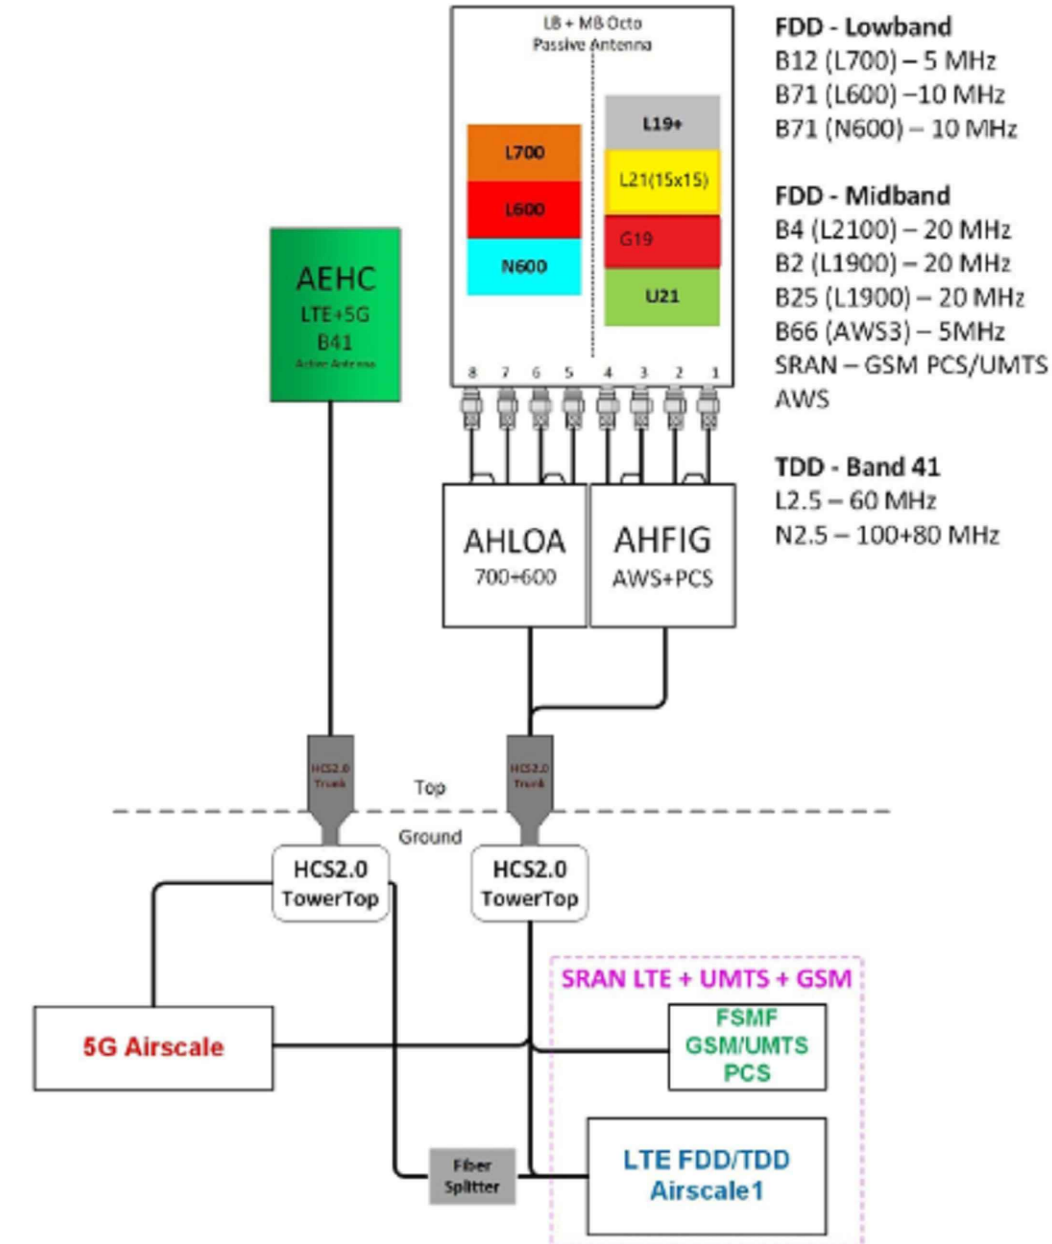 LB + MB Octo
Passive Antenna
L700
L600
N600
L19+
L21(15x15)
G19
U21
8 7 6 5 4 3 2 1
FDD - Lowband
B12 (L700) – 5 MHz
B71 (L600) –10 MHz
B71 (N600) – 10 MHz
FDD - Midband
B4 (L2100) – 20 MHz
B2 (L1900) – 20 MHz
B25 (L1900) – 20 MHz
B66 (AWS3) – 5MHz
SRAN – GSM PCS/UMTS
AWS
TDD - Band 41
L2.5 – 60 MHz
N2.5 – 100+80 MHz
AEHC
LTE+5G
B41
Active Antenna
AHLOA
700+600
AHFIG
AWS+PCS
HCS2.0
Trunk
HCS2.0
Trunk
Top
Ground
HCS2.0
TowerTop
HCS2.0
TowerTop
SRAN LTE + UMTS + GSM
5G Airscale
FSMF
GSM/UMTS
PCS
Fiber
Splitter
LTE FDD/TDD
Airscale1